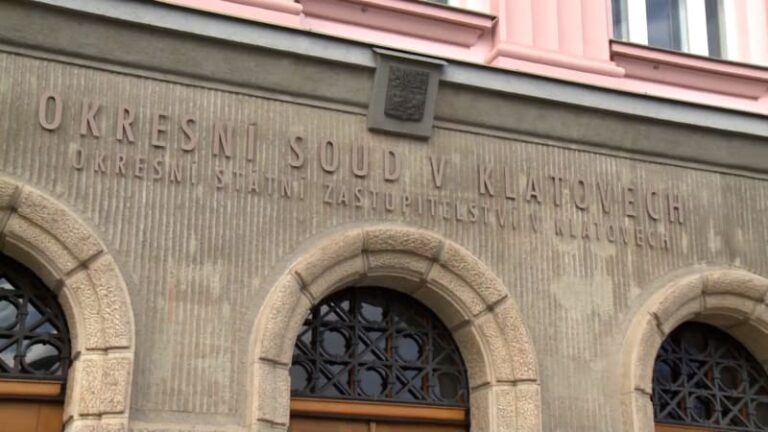 OKRESNÍ SOUD V KLATOVECH
OKRESNÍ STÁTNÍ ZASTUPITELSTVÍ V KLATOVECH